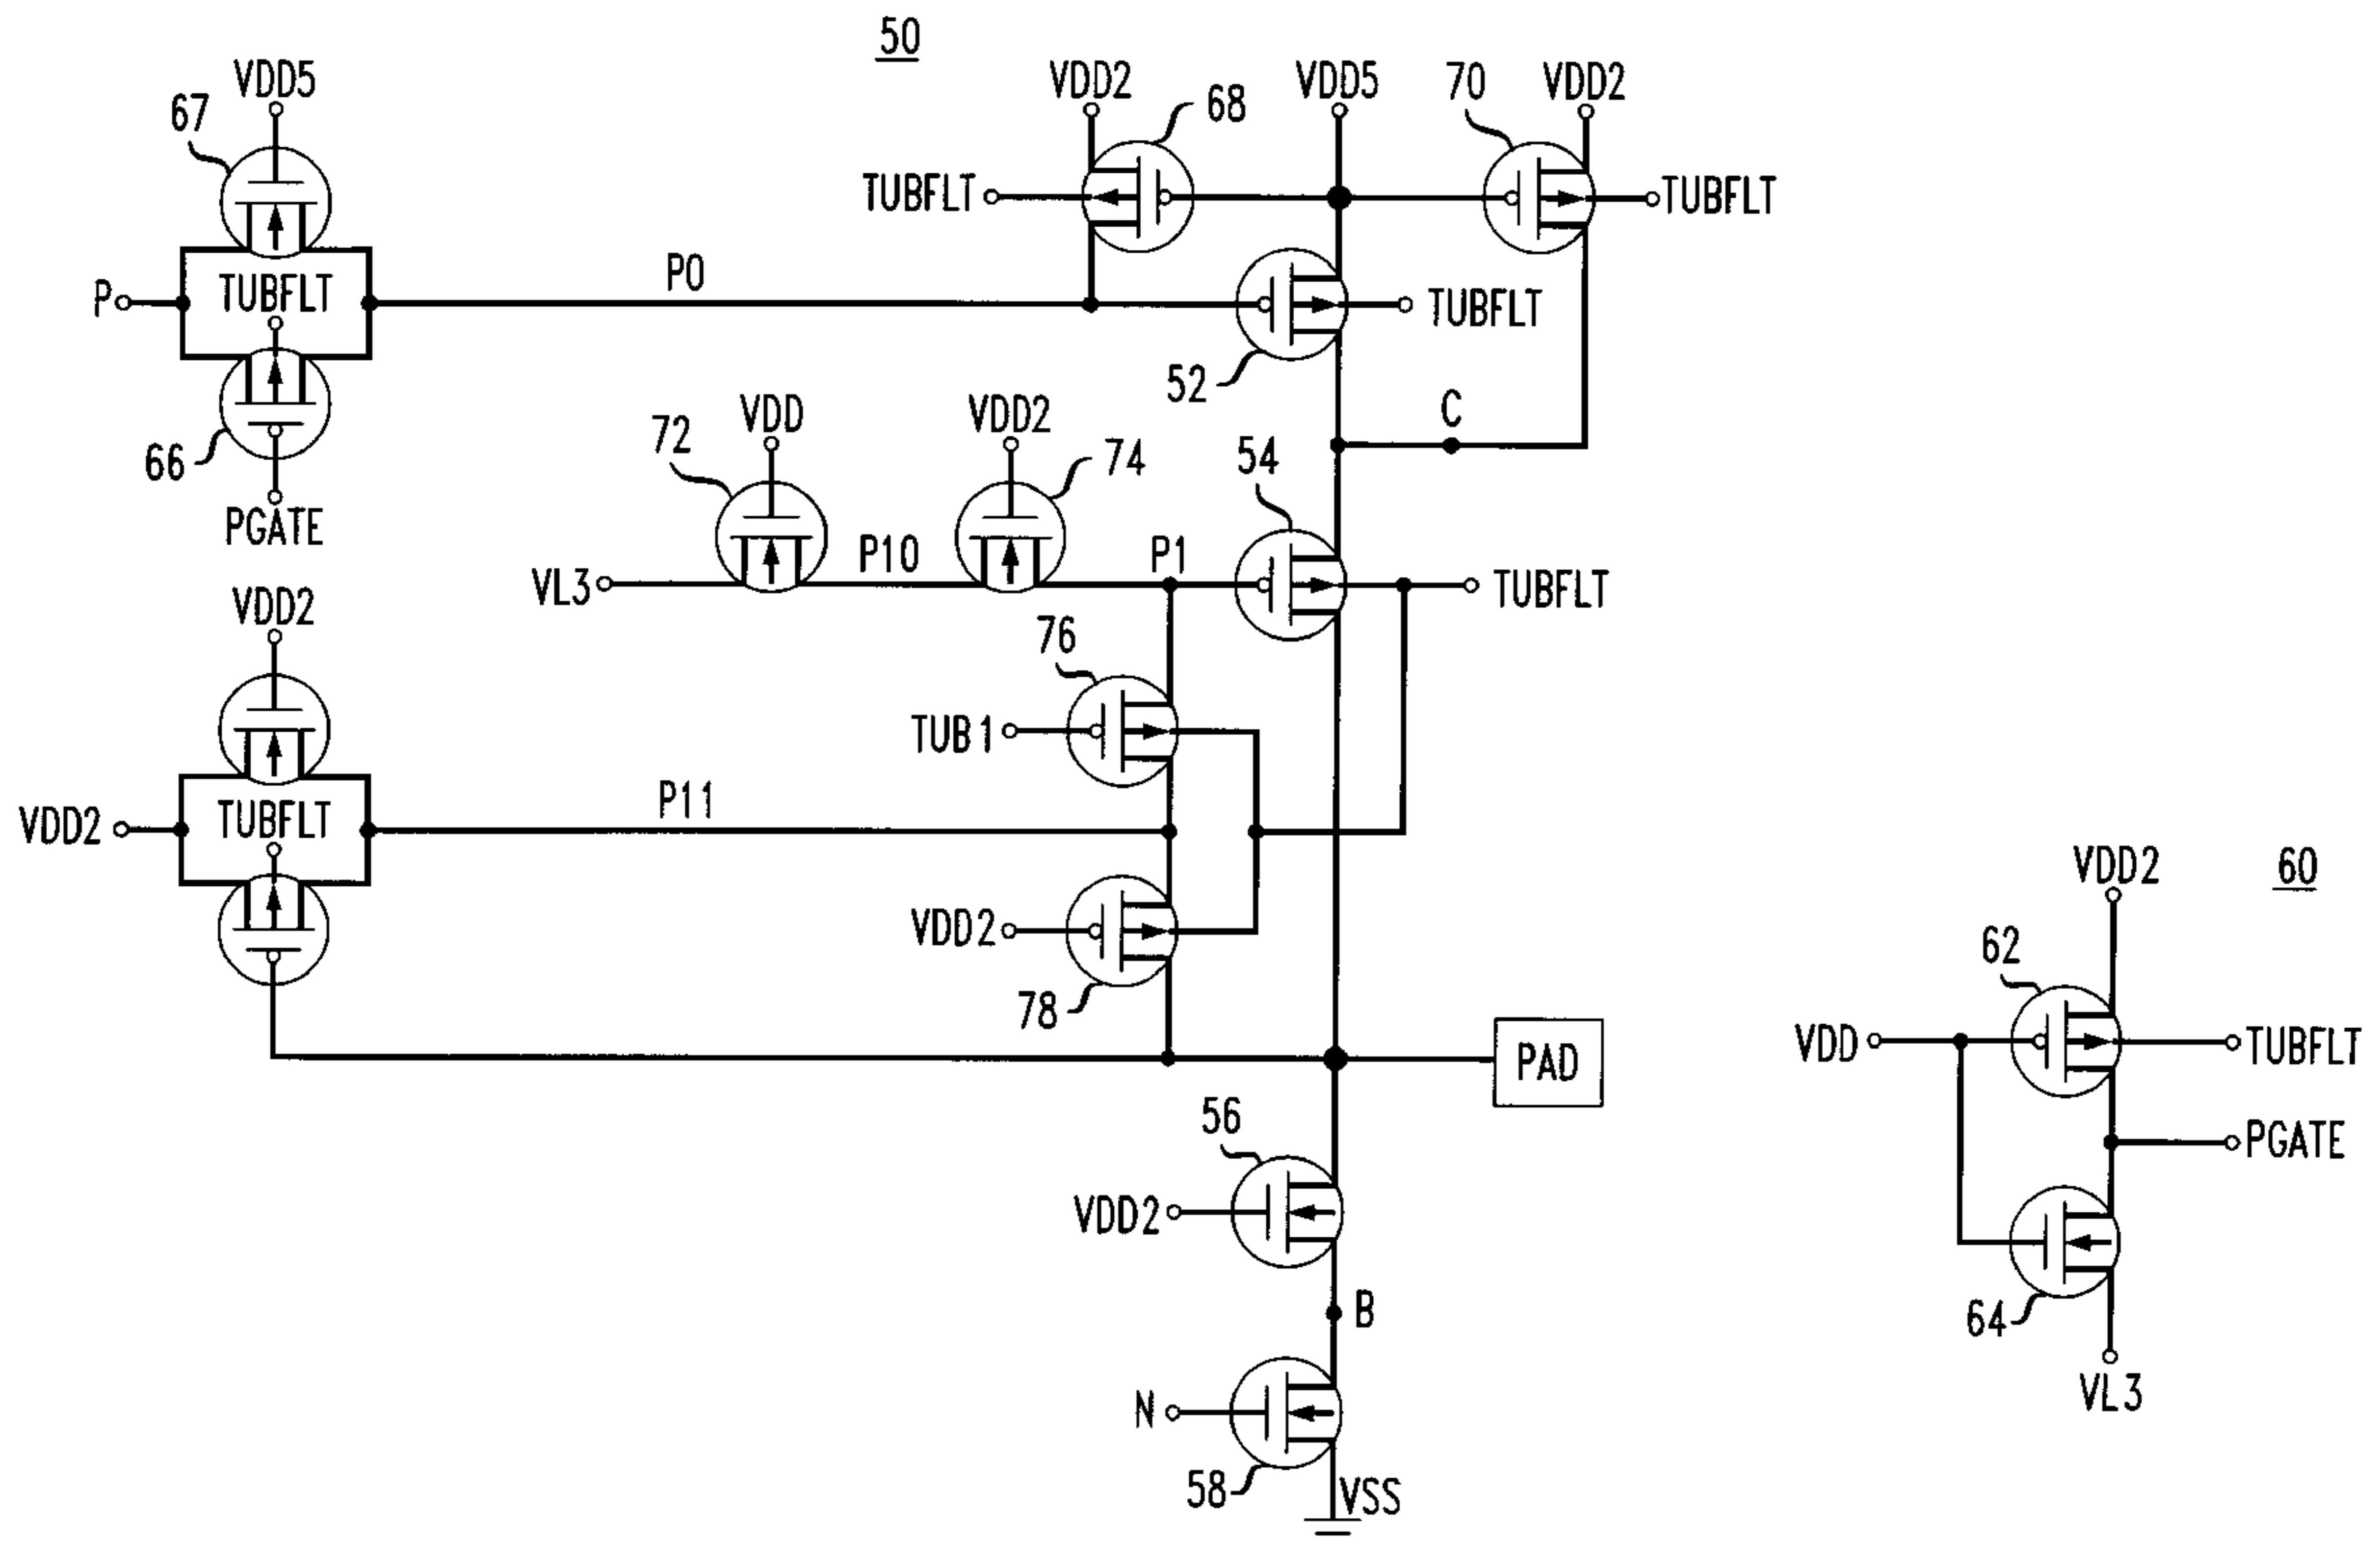 50
VDD5
67
VDD2
68
VDD5
70
VDD2
TUBFLT
TUBFLT
P
TUBFLT
P0
TUBFLT
52
66
PGATE
72
VDD
VDD2
74
54
C
VL3
P10
P1
TUBFLT
VDD2
76
TUB1
VDD2
TUBFLT
P11
VDD2
78
PAD
60
VDD2
62
VDD
TUBFLT
PGATE
64
VL3
56
VDD2
B
N
58
VSS